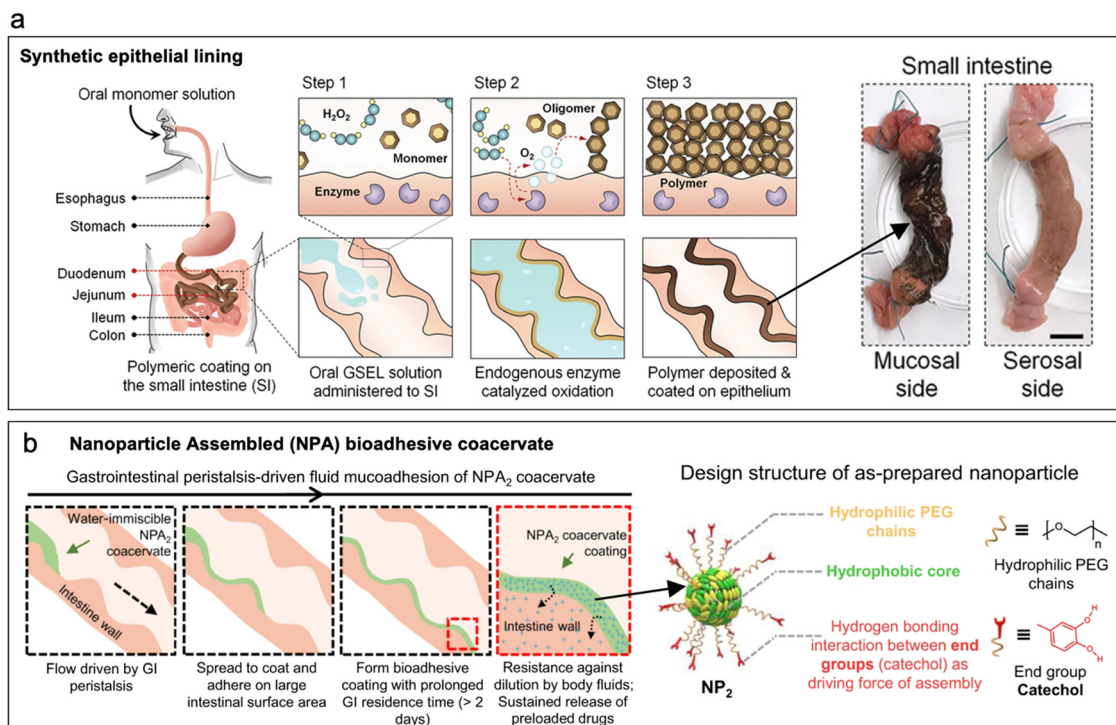 a
Synthetic epithelial lining
Oral monomer solution
Esophagus
Stomach
Duodenum
Jejunum
Ileum
Colon
Polymeric coating on
the small intestine (SI)
Step 1
H₂O₂
Monomer
Enzyme
Oral GSEL solution
administered to SI
Step 2
Oligomer
O₂
Endogenous enzyme
catalyzed oxidation
Step 3
Polymer
Polymer deposited &
coated on epithelium
Small intestine
Mucosal
side
Serosal
side
b
Nanoparticle Assembled (NPA) bioadhesive coacervate
Gastrointestinal peristalsis-driven fluid mucoadhesion of NPA₂ coacervate
Water-immiscible
NPA₂
coacervate
Intestine wall
Flow driven by GI
peristalsis
Spread to coat and
adhere on large
intestinal surface area
Form bioadhesive
coating with prolonged
GI residence time (> 2
days)
NPA₂ coacervate
coating
Intestine wall
Resistance against
dilution by body fluids;
Sustained release of
preloaded drugs
Design structure of as-prepared nanoparticle
NP₂
Hydrophilic PEG
chains
Hydrophobic core
Hydrogen bonding
interaction between end
groups (catechol) as
driving force of assembly
≡
O
n
Hydrophilic PEG
chains
≡
O-H
O-H
End group
Catechol